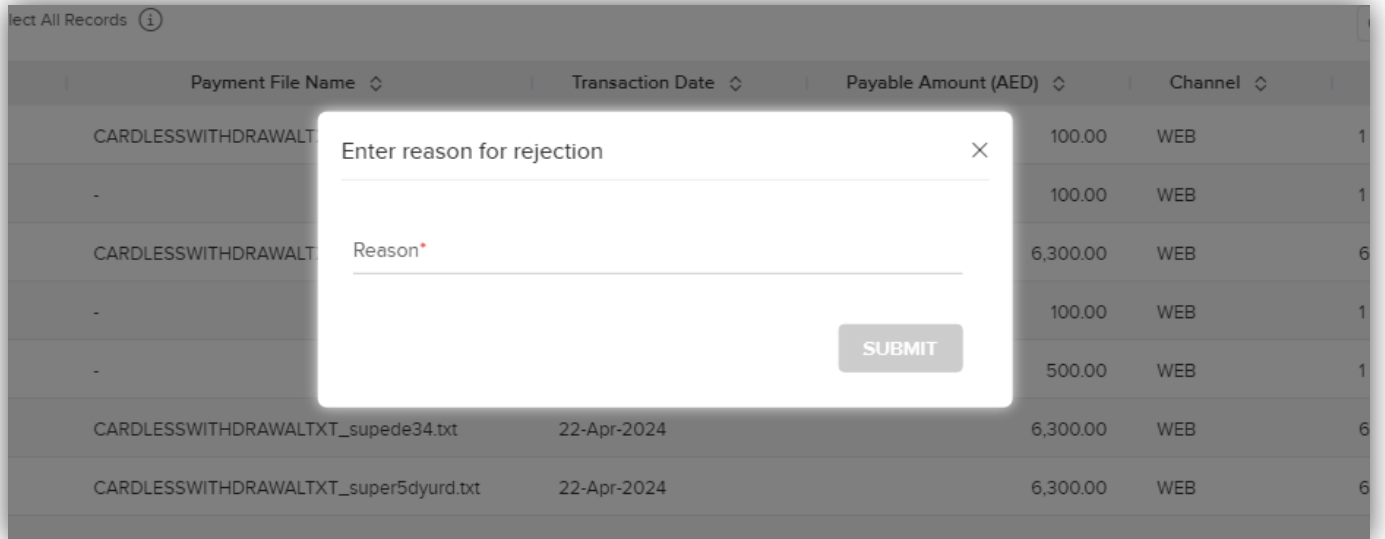 lect All Records
Payment File Name Transaction Date Payable Amount (AED) Channel
CARDLESSWITHDRAWALT 100.00 WEB 1
Enter reason for rejection
- 100.00 WEB 1
CARDLESSWITHDRAWALT 6,300.00 WEB 6
Reason*
- 100.00 WEB 1
SUBMIT
- 500.00 WEB 1
CARDLESSWITHDRAWALTXT_supede34.txt 22-Apr-2024 6,300.00 WEB 6
CARDLESSWITHDRAWALTXT_super5dyurd.txt 22-Apr-2024 6,300.00 WEB 6